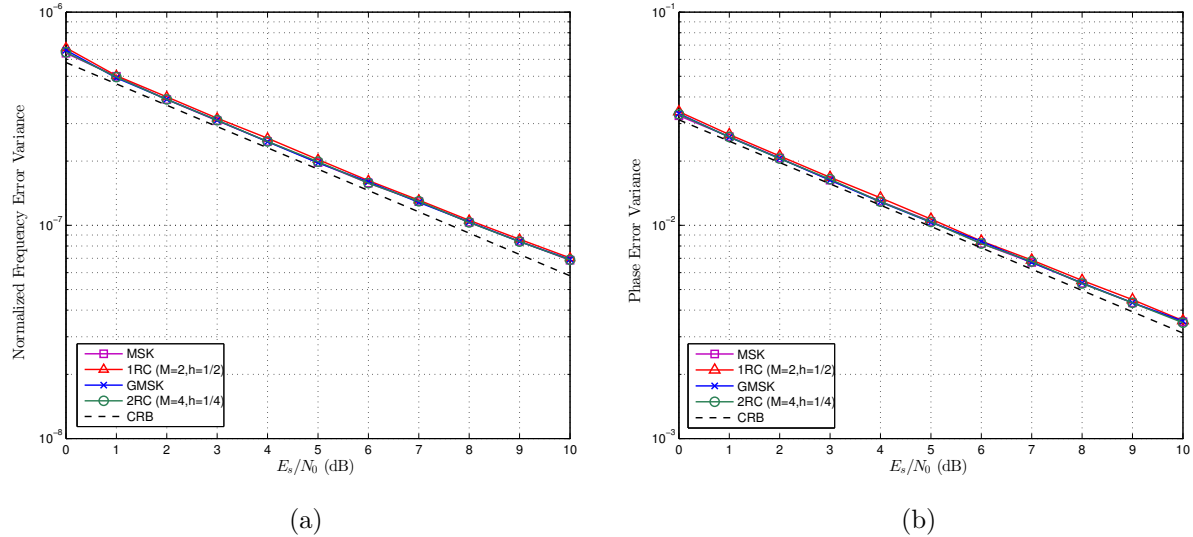 10⁻⁶
10⁻⁷
10⁻⁸
Normalized Frequency Error Variance
MSK
1RC (M=2,h=1/2)
GMSK
2RC (M=4,h=1/4)
CRB
0 1 2 3 4 5 6 7 8 9 10
E_s/N_0 (dB)
(a)
10⁻¹
10⁻²
10⁻³
Phase Error Variance
MSK
1RC (M=2,h=1/2)
GMSK
2RC (M=4,h=1/4)
CRB
0 1 2 3 4 5 6 7 8 9 10
E_s/N_0 (dB)
(b)